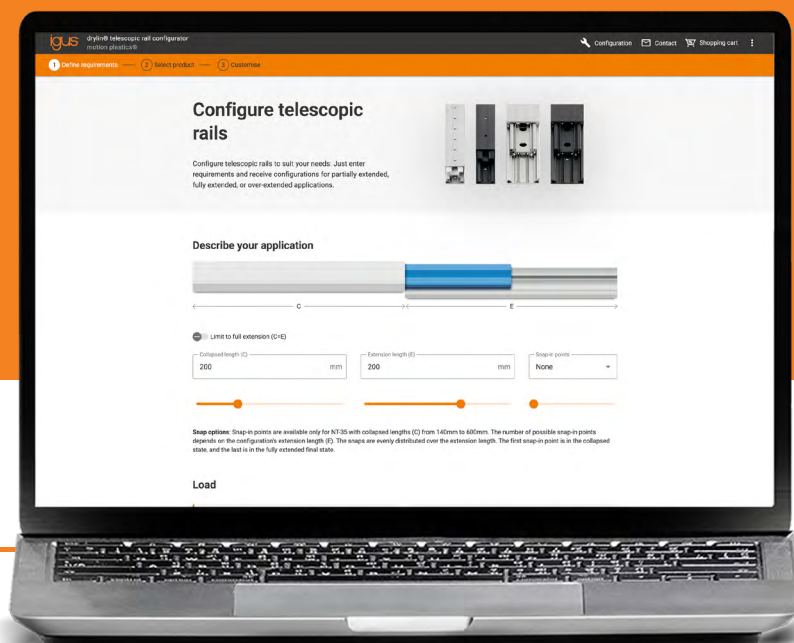 igus
drylin® telescopic rail configurator
motion plastics®
Configuration
Contact
Shopping cart
1 Define requirements
2 Select product
3 Customise
Configure telescopic
rails
Configure telescopic rails to suit your needs: Just enter
requirements and receive configurations for partially extended,
fully extended, or over-extended applications.
Describe your application
C
E
Limit to full extension (C=E)
Collapsed length (C)
200 mm
Extension length (E)
200 mm
Snap-in points
None
Snap options: Snap-in points are available only for NT-35 with collapsed lengths (C) from 140mm to 600mm. The number of possible snap-in points
depends on the configuration's extension length (E). The snaps are evenly distributed over the extension length. The first snap-in point is in the collapsed
state, and the last is in the fully extended final state.
Load